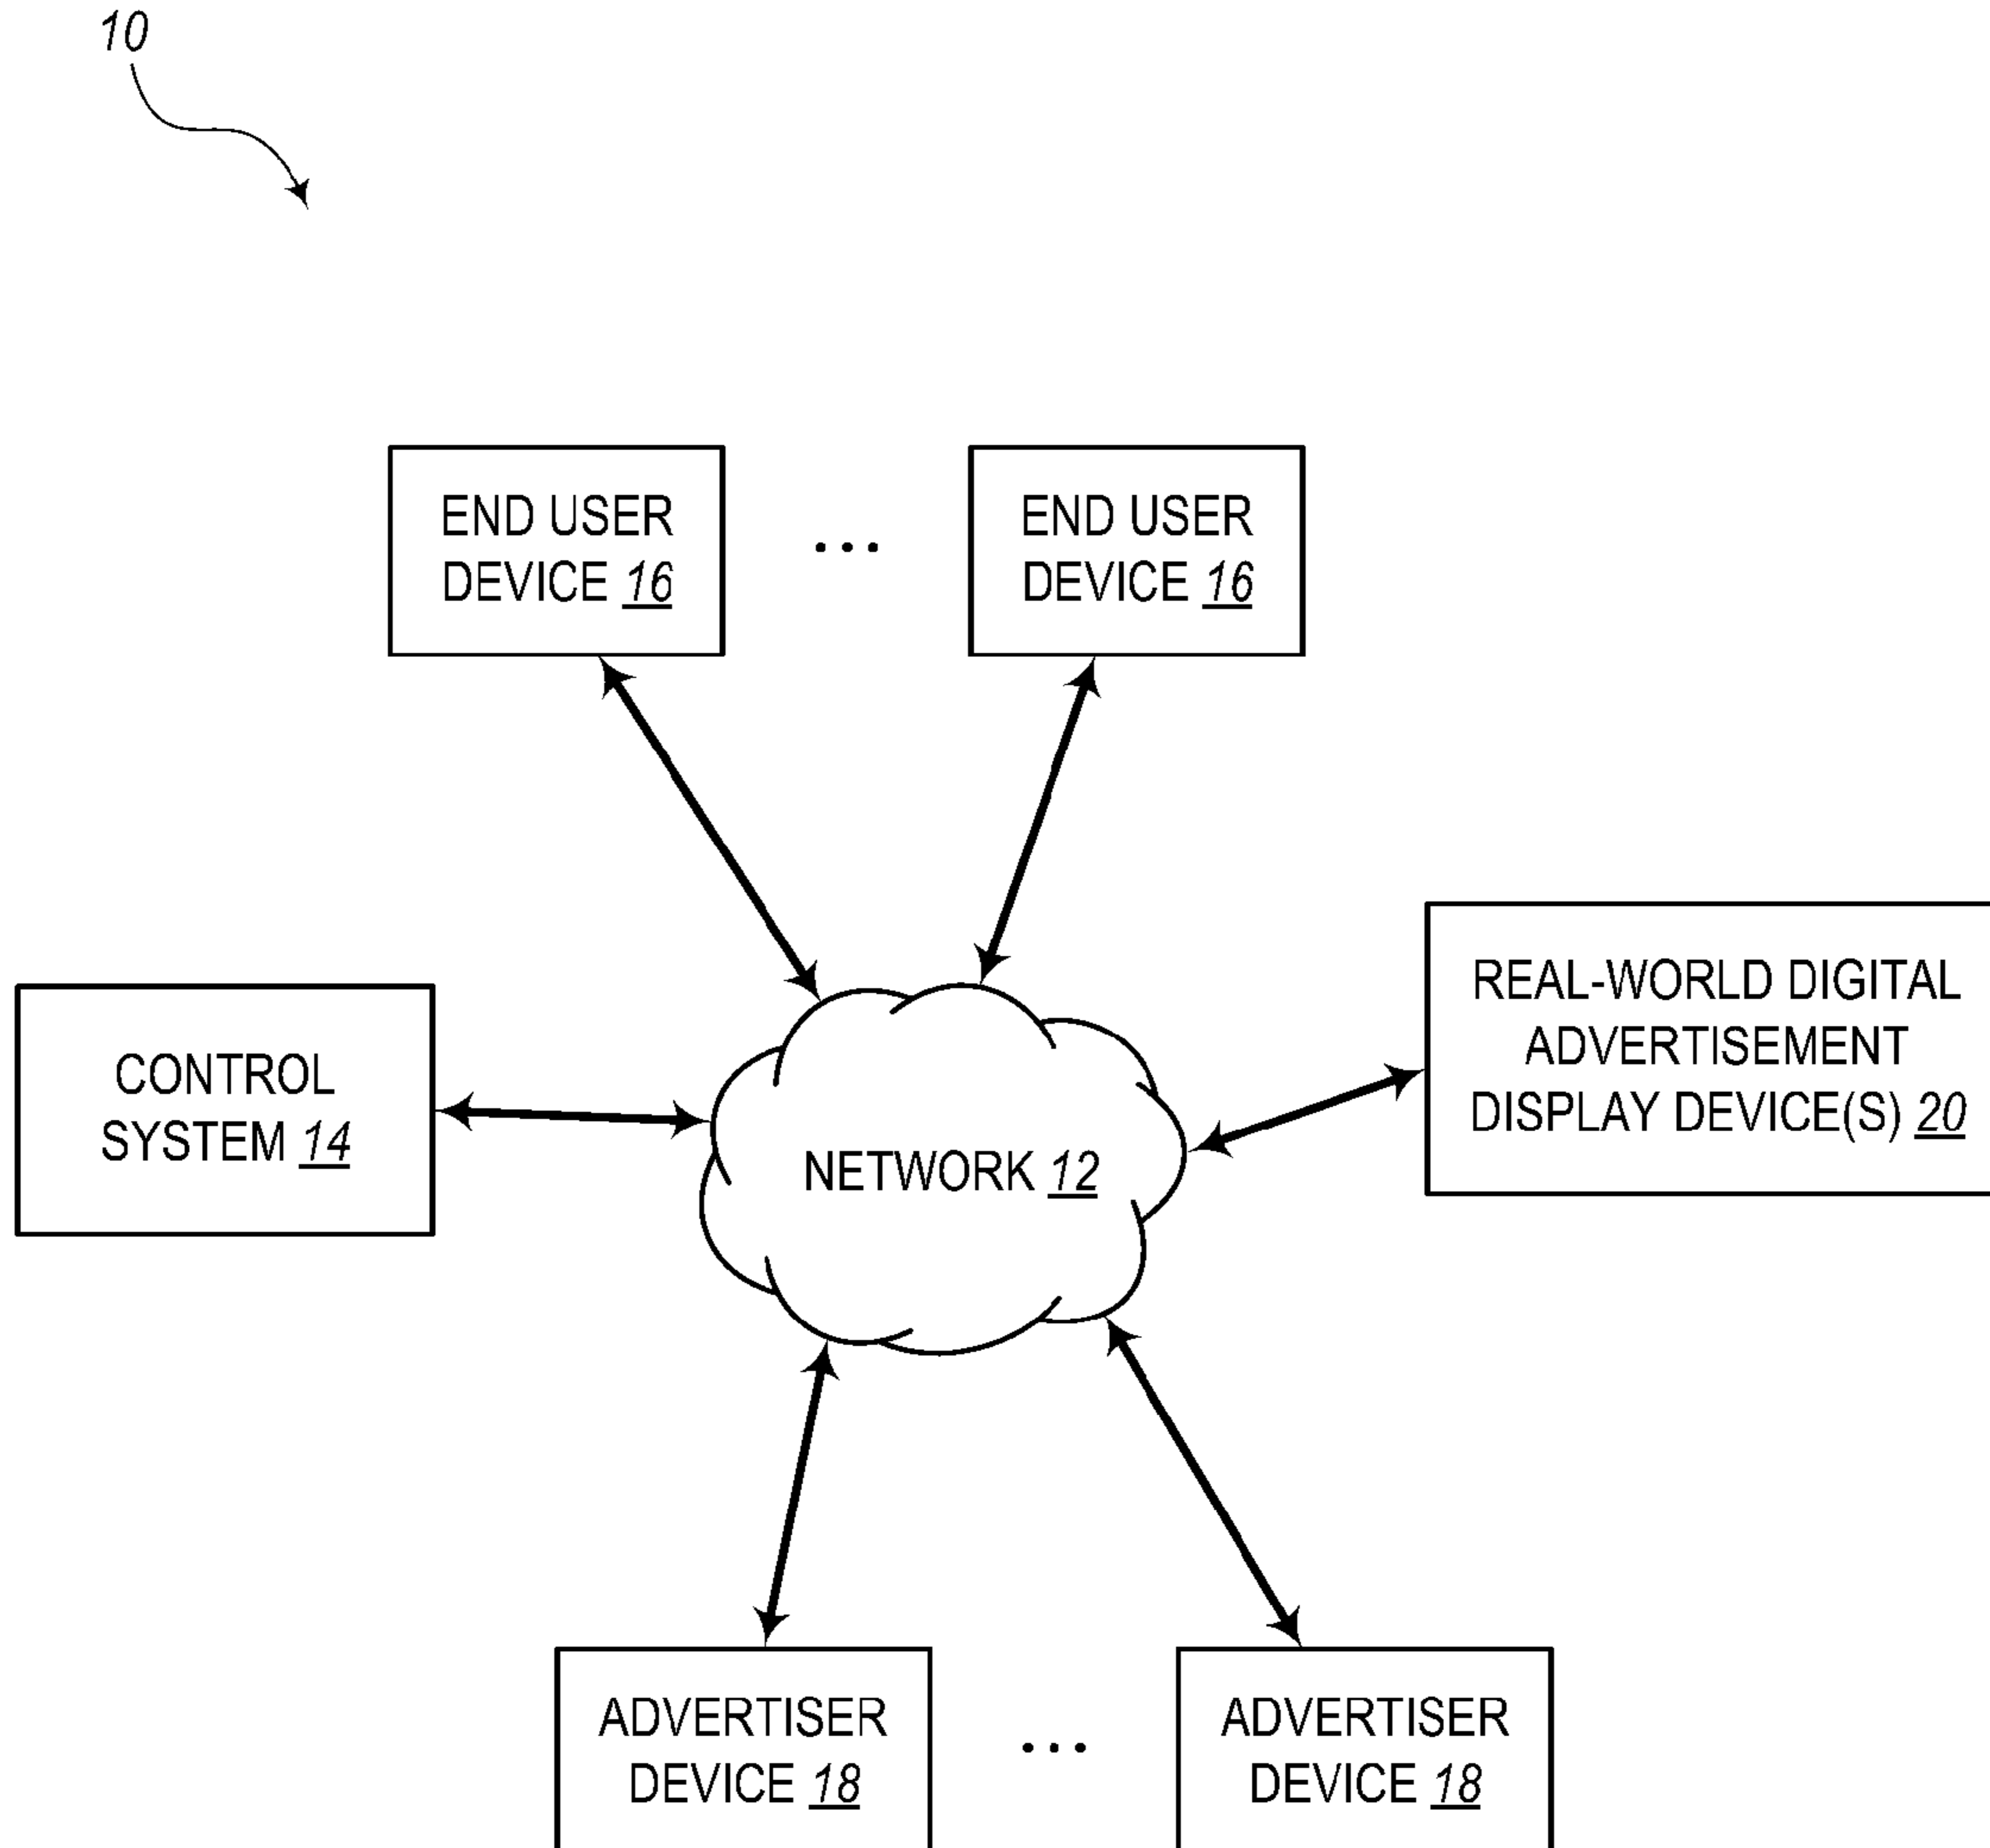 10
END USER
DEVICE 16
...
END USER
DEVICE 16
REAL-WORLD DIGITAL
ADVERTISEMENT
DISPLAY DEVICE(S) 20
CONTROL
SYSTEM 14
NETWORK 12
ADVERTISER
DEVICE 18
...
ADVERTISER
DEVICE 18